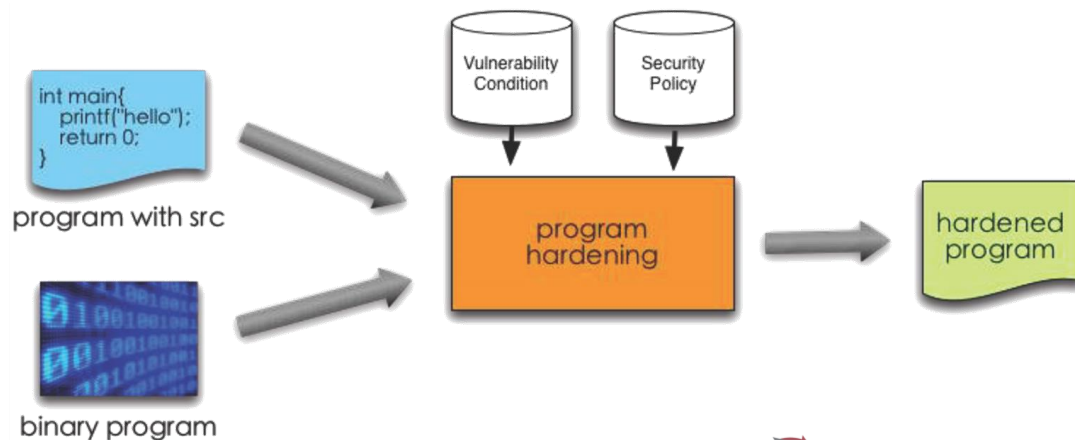 Vulnerability
Condition
Security
Policy
int main{
printf("hello");
return 0;
}
program with src
program
hardening
hardened
program
binary program